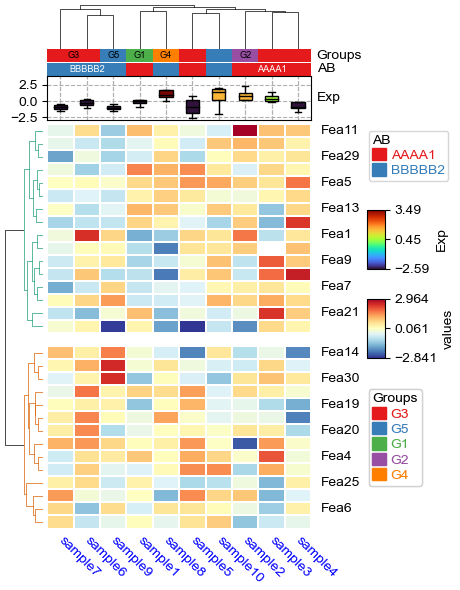 G3 G5 G1 G4 G2 Groups
BBBBB2 AAAA1 AB
2.5
0.0
−2.5
Exp
Fea11
Fea29
Fea5
Fea13
Fea1
Fea9
Fea7
Fea21
Fea14
Fea30
Fea19
Fea20
Fea4
Fea25
Fea6
sample7
sample6
sample9
sample1
sample8
sample5
sample10
sample2
sample3
sample4
AB
AAAA1
BBBBB2
3.49
0.45
−2.59
Exp
2.964
0.061
−2.841
values
Groups
G3
G5
G1
G2
G4